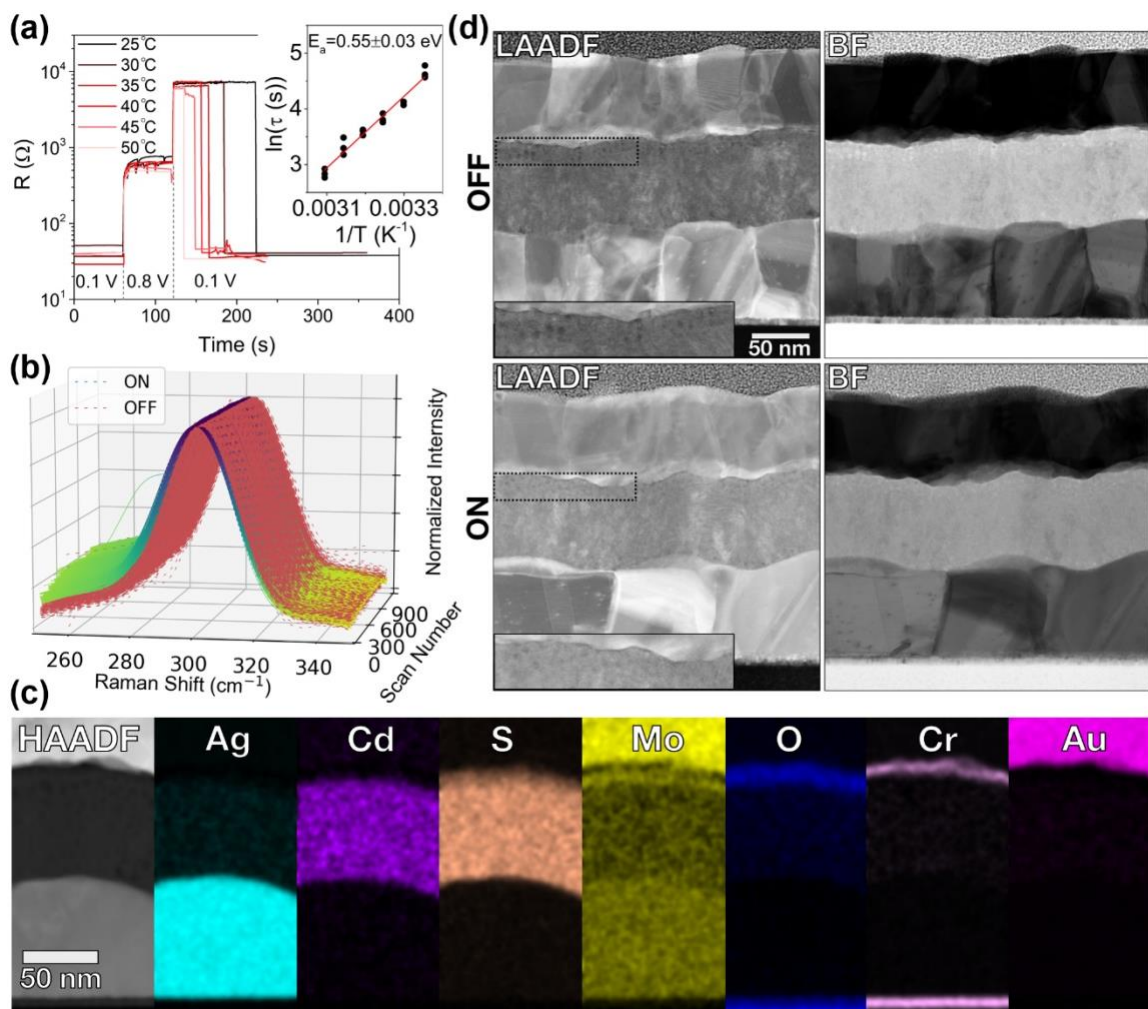 (a)
25°C
30°C
35°C
40°C
45°C
50°C
R (Ω)
10⁴
10³
10²
10¹
0.1 V
0.8 V
0.1 V
0
100
200
300
400
Time (s)
Eₐ=0.55±0.03 eV
ln(τ (s))
5
4
3
0.0031
0.0033
1/T (K⁻¹)
(b)
ON
OFF
Normalized Intensity
260
280
300
320
340
Raman Shift (cm⁻¹)
900
600
300
0
Scan Number
(d)
LAADF
BF
OFF
50 nm
LAADF
BF
ON
(c)
HAADF
Ag
Cd
S
Mo
O
Cr
Au
50 nm